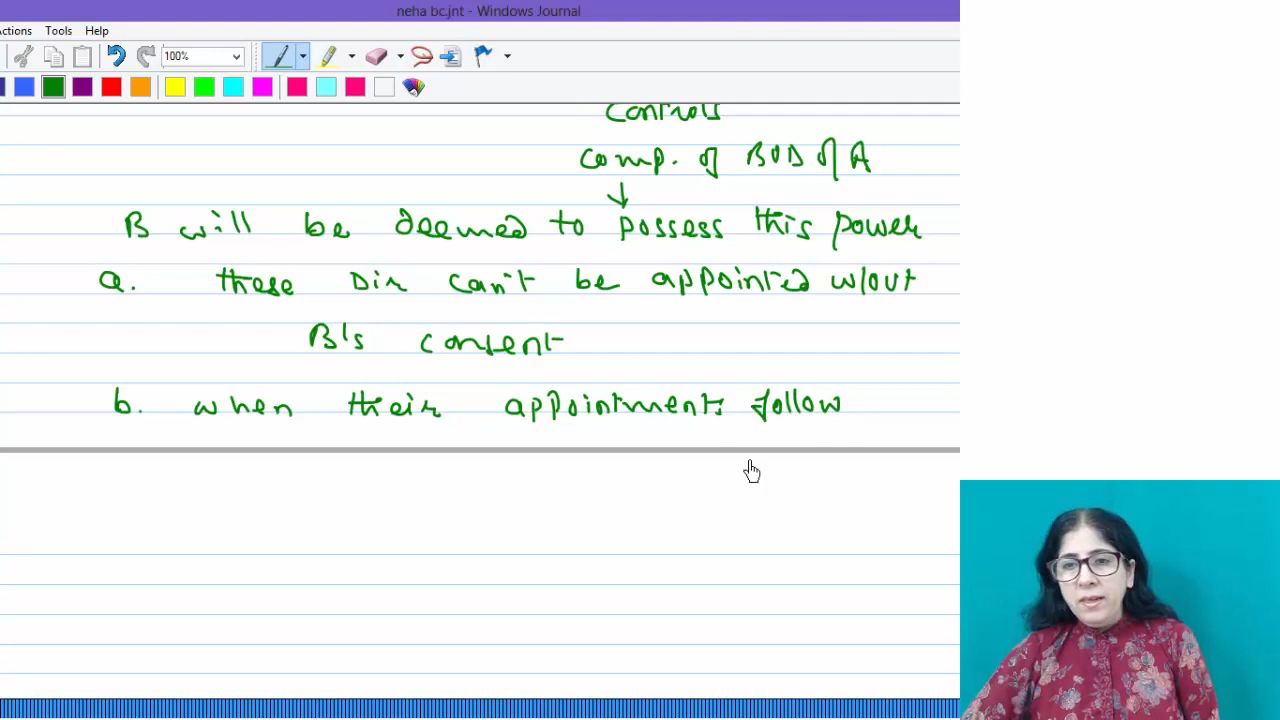 neha bc.jnt - Windows Journal
Actions Tools Help
100%
Controls
comp. of BOD of A
B will be deemed to possess this power
a. these Dir can't be appointed w/out
B's consent
b. when their appointments follow